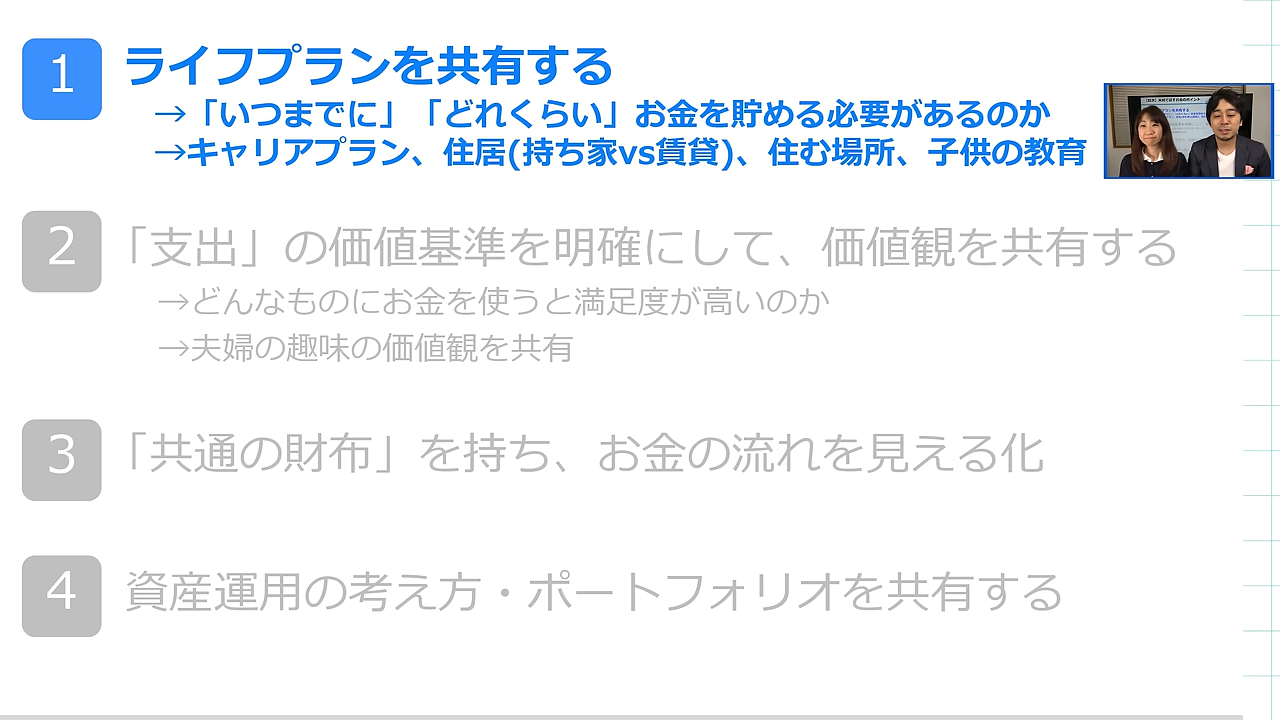 1 ライフプランを共有する
→「いつまでに」「どれくらい」お金を貯める必要があるのか
→キャリアプラン、住居(持ち家vs賃貸)、住む場所、子供の教育
2 「支出」の価値基準を明確にして、価値観を共有する
→どんなものにお金を使うと満足度が高いのか
→夫婦の趣味の価値観を共有
3 「共通の財布」を持ち、お金の流れを見える化
4 資産運用の考え方・ポートフォリオを共有する